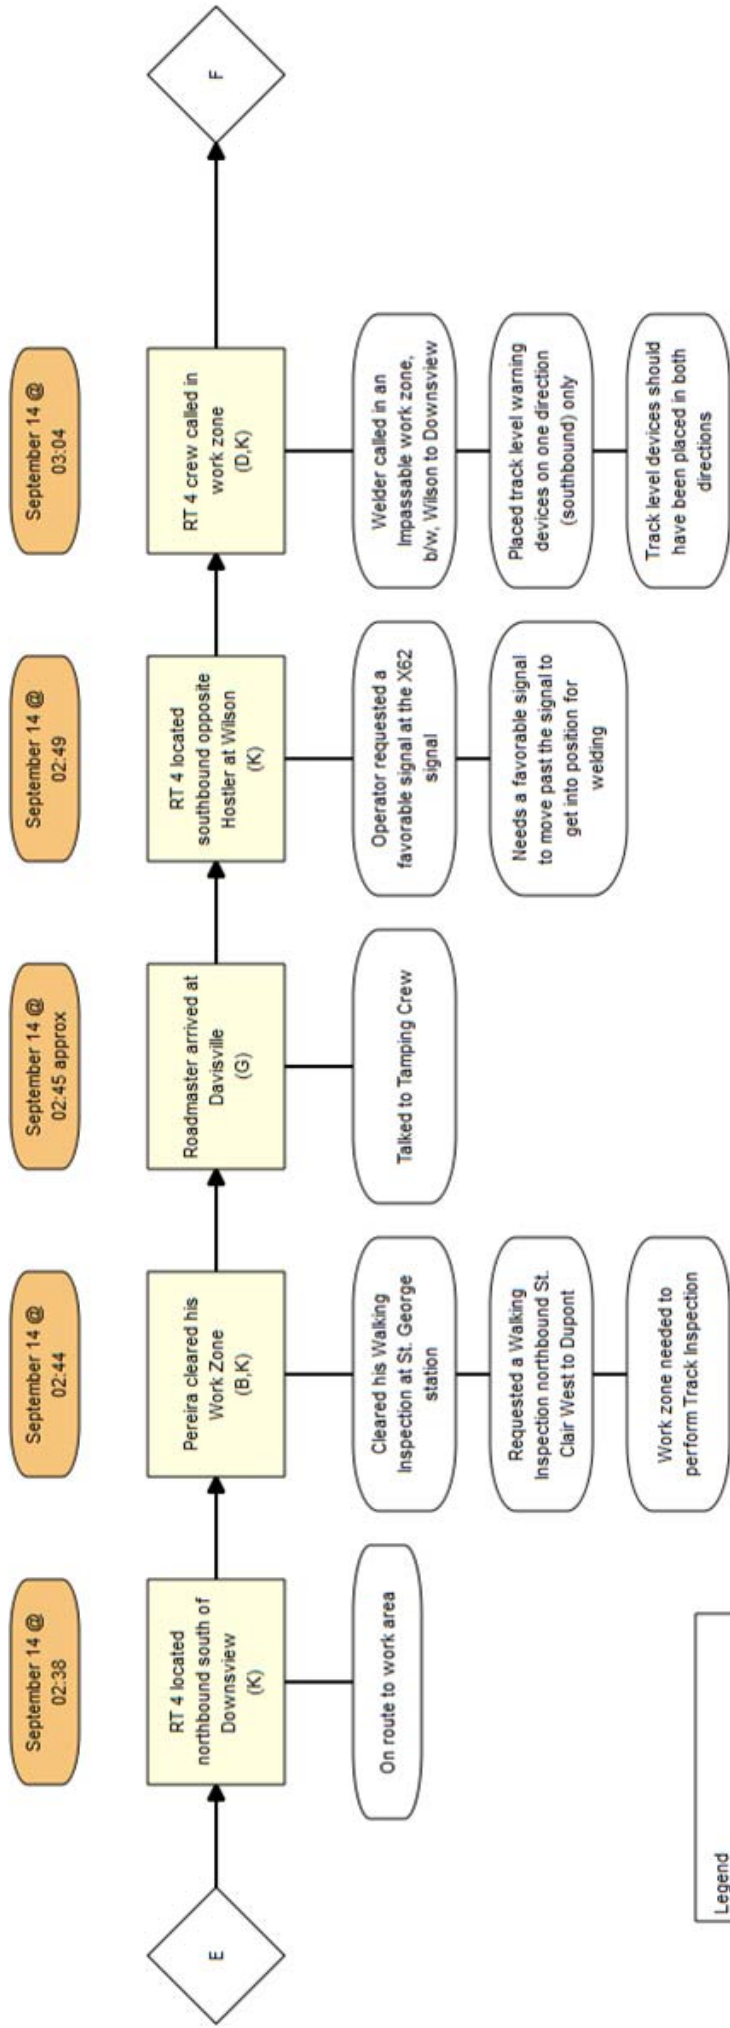 September 14 @
02:38
September 14 @
02:44
September 14 @
02:45 approx
September 14 @
02:49
September 14 @
03:04
E
RT 4 located
northbound south of
Downsview
(K)
Pereira cleared his
Work Zone
(B,K)
Roadmaster arrived at
Davisville
(G)
RT 4 located
southbound opposite
Hostler at Wilson
(K)
RT 4 crew called in
work zone
(D,K)
F
On route to work area
Cleared his Walking
Inspection at St. George
station
Requested a Walking
Inspection northbound St.
Clair West to Dupont
Work zone needed to
perform Track Inspection
Talked to Tamping Crew
Operator requested a
favorable signal at the X62
signal
Needs a favorable signal
to move past the signal to
get into position for
welding
Welder called in an
Impassable work zone,
b/w, Wilson to Downsview
Placed track level warning
devices on one direction
(southbound) only
Track level devices should
have been placed in both
directions
Legend